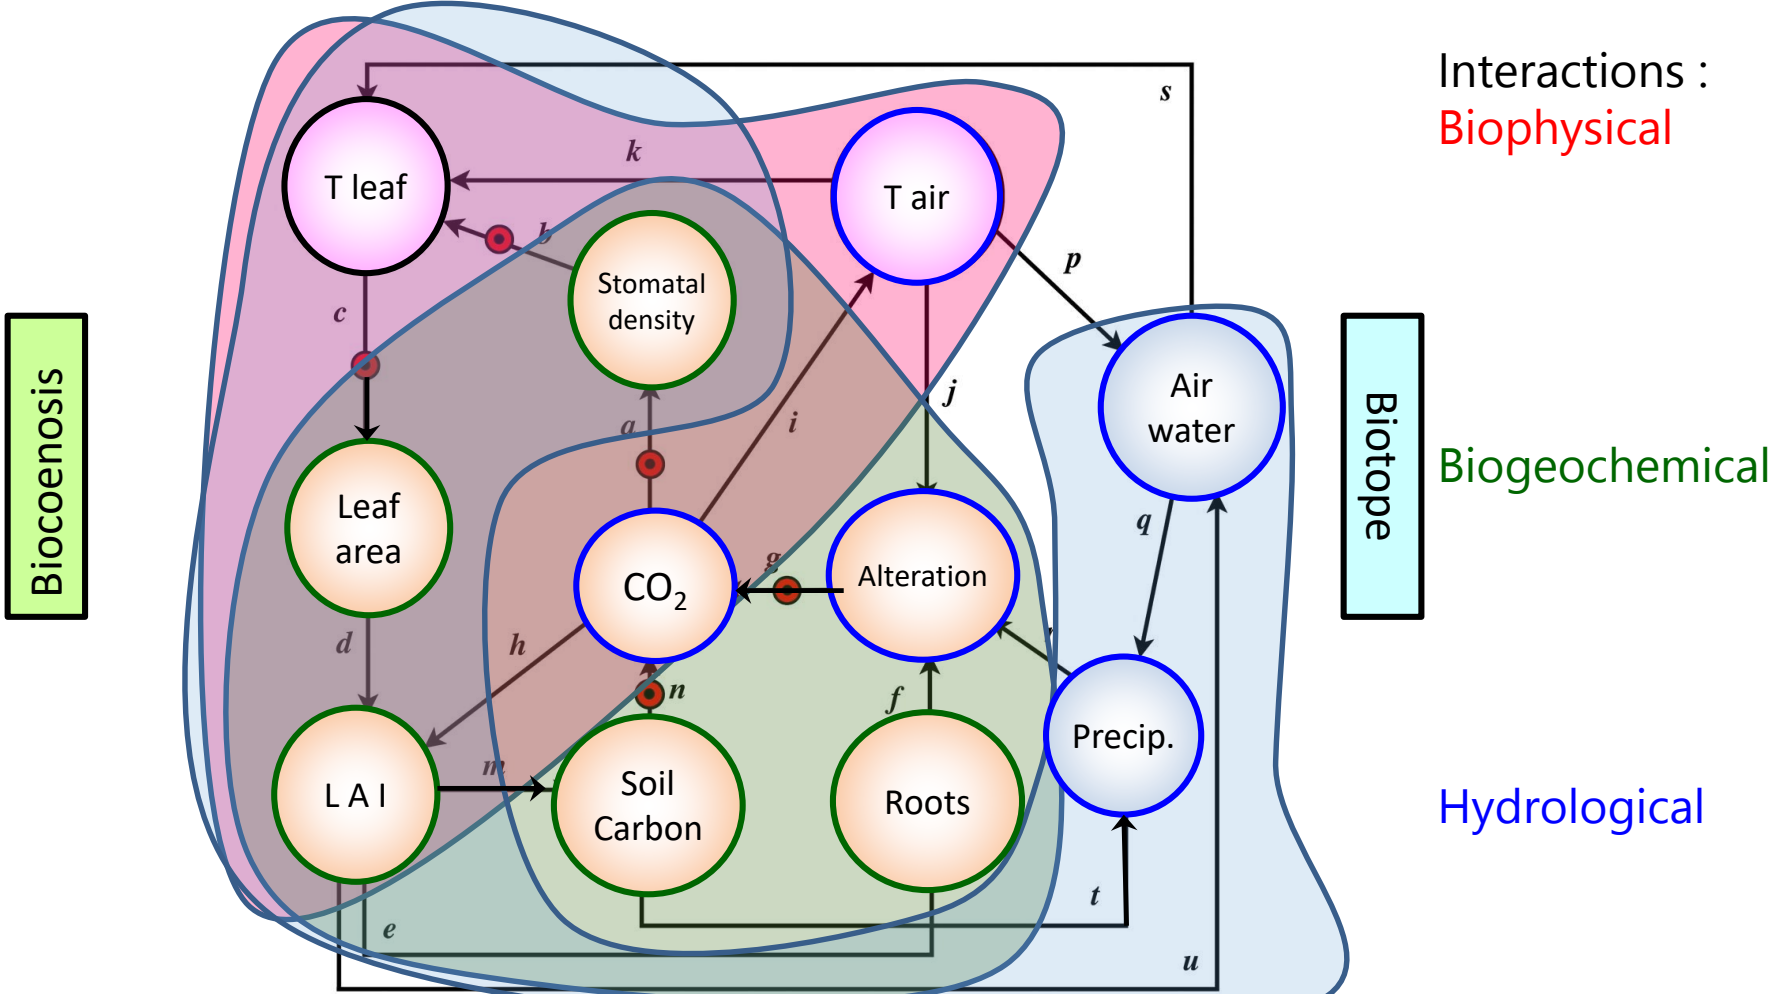 Interactions :
Biophysical
s
k
T leaf
T air
b
p
Stomatal
density
c
Air
water
j
a
i
Biocoenosis
Biotope
Biogeochemical
Leaf
area
q
g
Alteration
CO₂
d
h
n
f
Precip.
m
Soil
Carbon
L A I
Roots
Hydrological
t
e
u